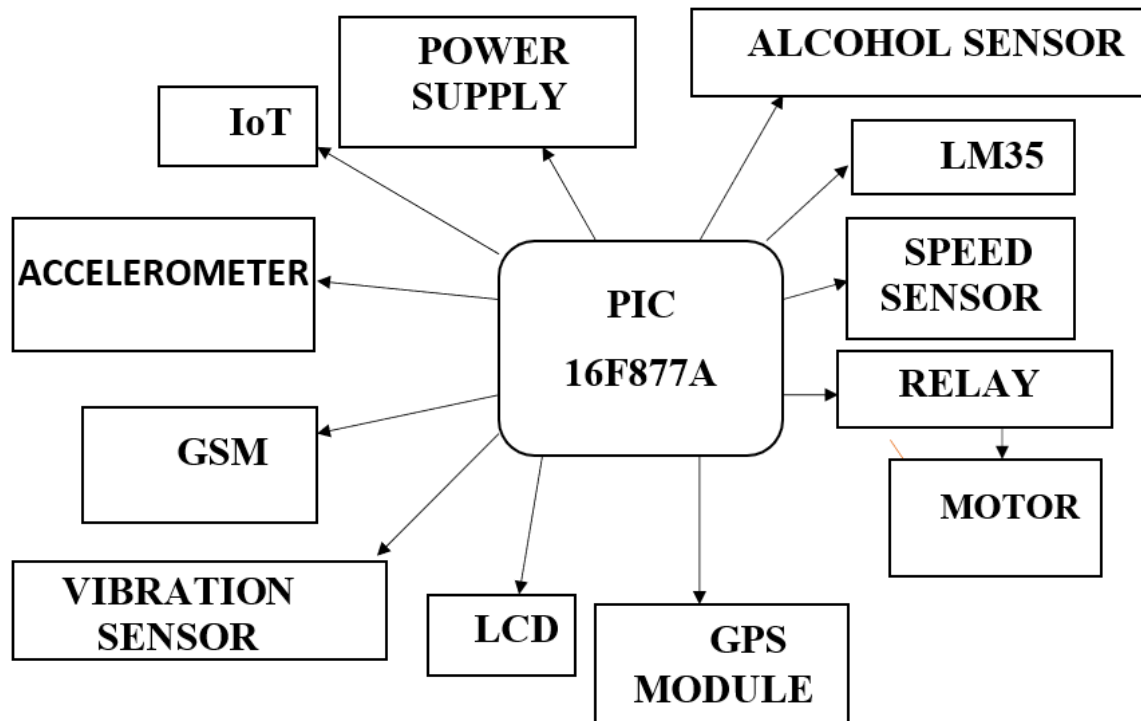 POWER
SUPPLY
ALCOHOL SENSOR
IoT
LM35
ACCELEROMETER
SPEED
SENSOR
PIC
16F877A
RELAY
GSM
MOTOR
VIBRATION
SENSOR
LCD
GPS
MODULE